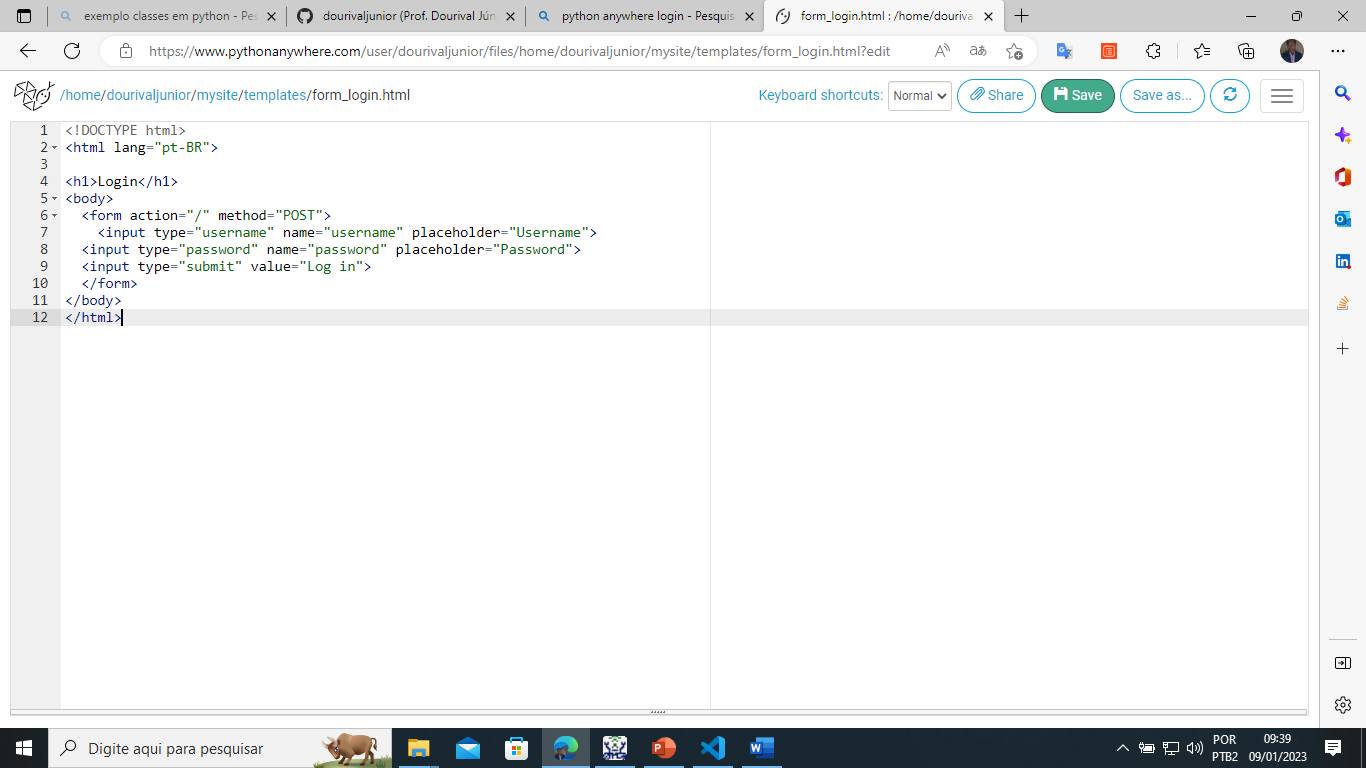 exemplo classes em python - Pes
dourivaljunior (Prof. Dourival Jún
python anywhere login - Pesquis
form_login.html : /home/douriva
https://www.pythonanywhere.com/user/dourivaljunior/files/home/dourivaljunior/mysite/templates/form_login.html?edit
/home/dourivaljunior/mysite/templates/form_login.html
Keyboard shortcuts: Normal Share Save Save as...
1 <!DOCTYPE html>
2 <html lang="pt-BR">
3
4 <h1>Login</h1>
5 <body>
6 <form action="/" method="POST">
7 <input type="username" name="username" placeholder="Username">
8 <input type="password" name="password" placeholder="Password">
9 <input type="submit" value="Log in">
10 </form>
11 </body>
12 </html>
Digite aqui para pesquisar
POR
PTB2
09:39
09/01/2023